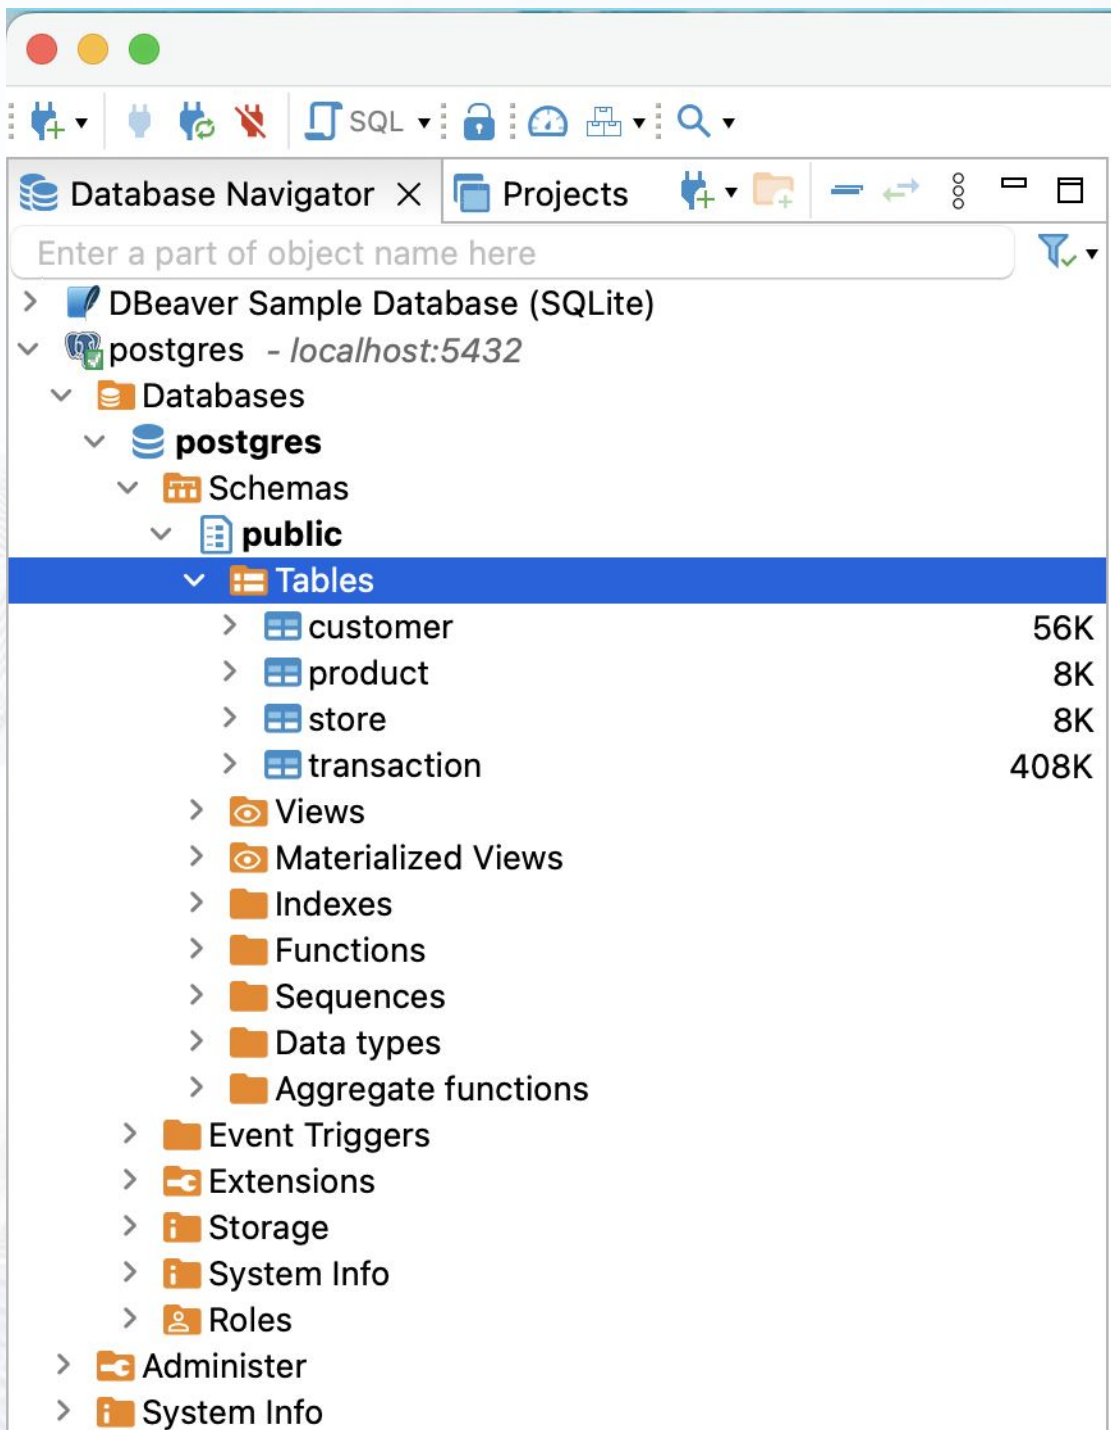 SQL
Database Navigator
Projects
Enter a part of object name here
DBeaver Sample Database (SQLite)
postgres - localhost:5432
Databases
postgres
Schemas
public
Tables
customer 56K
product 8K
store 8K
transaction 408K
Views
Materialized Views
Indexes
Functions
Sequences
Data types
Aggregate functions
Event Triggers
Extensions
Storage
System Info
Roles
Administer
System Info